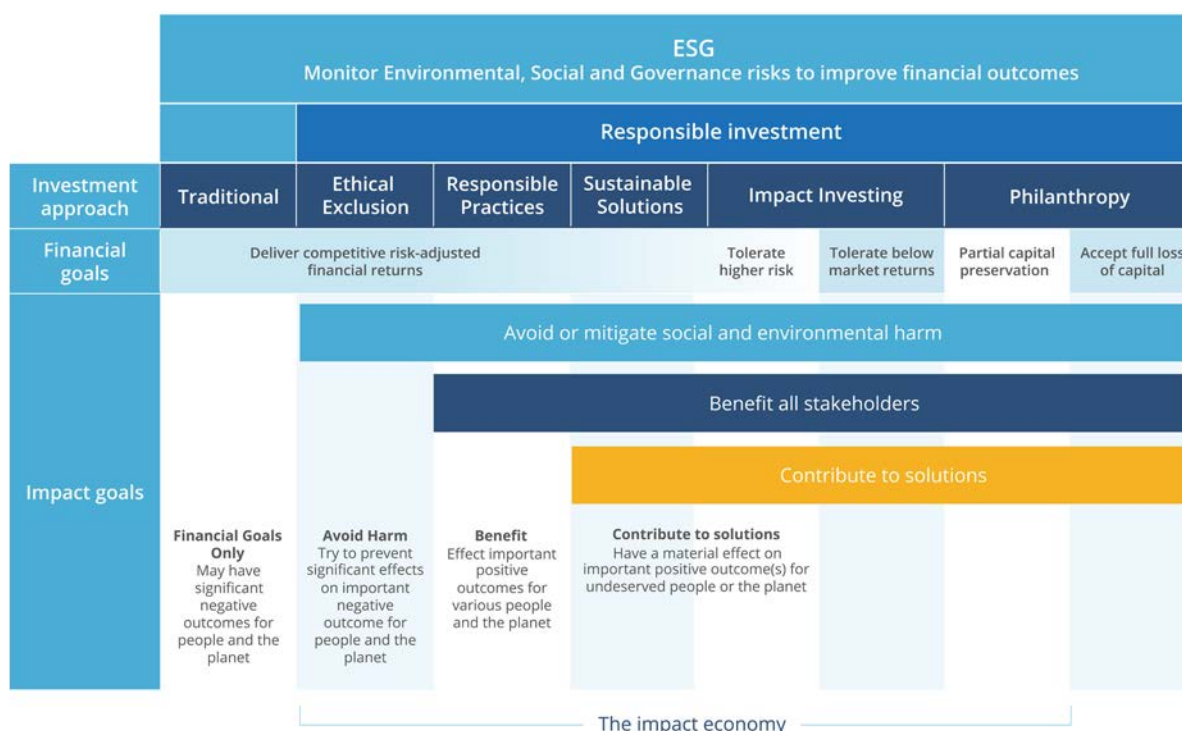 ESG
Monitor Environmental, Social and Governance risks to improve financial outcomes
Responsible investment
Investment
approach
Traditional
Ethical
Exclusion
Responsible
Practices
Sustainable
Solutions
Impact Investing
Philanthropy
Financial
goals
Deliver competitive risk-adjusted
financial returns
Tolerate
higher risk
Tolerate below
market returns
Partial capital
preservation
Accept full loss
of capital
Impact goals
Avoid or mitigate social and environmental harm
Benefit all stakeholders
Contribute to solutions
Financial Goals
Only
May have
significant
negative
outcomes for
people and the
planet
Avoid Harm
Try to prevent
significant effects
on important
negative
outcome for
people and the
planet
Benefit
Effect important
positive
outcomes for
various people
and the planet
Contribute to solutions
Have a material effect on
important positive outcome(s) for
undeserved people or the planet
The impact economy